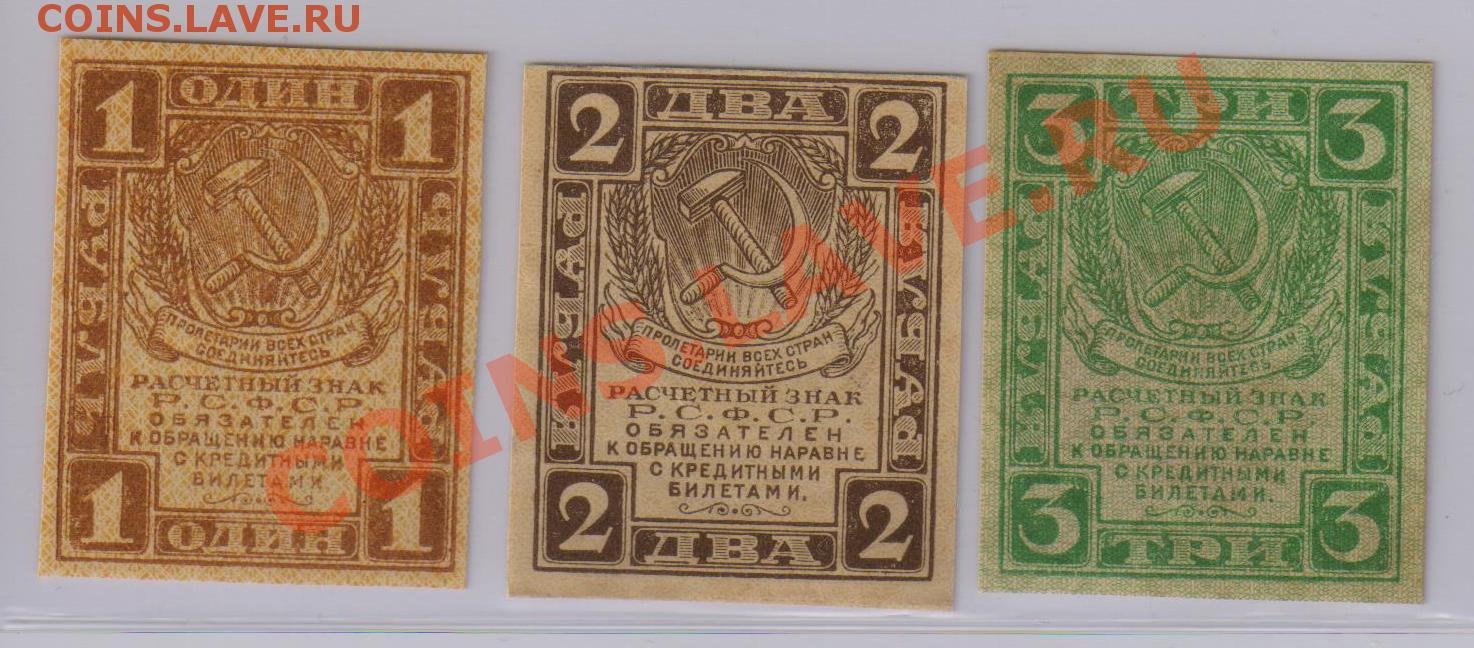 COINS.LAVE.RU
1 ОДИН 1
РУБЛЬ
РУБЛЬ
ПРОЛЕТАРИИ ВСЕХ СТРАН
СОЕДИНЯЙТЕСЬ
РАСЧЕТНЫЙ ЗНАК
Р.С.Ф.С.Р.
ОБЯЗАТЕЛЕН
К ОБРАЩЕНИЮ НАРАВНЕ
С КРЕДИТНЫМИ
БИЛЕТАМИ.
1 ОДИН 1
2 ДВА 2
РУБЛЯ
РУБЛЯ
ПРОЛЕТАРИИ ВСЕХ СТРАН
СОЕДИНЯЙТЕСЬ
РАСЧЕТНЫЙ ЗНАК
Р.С.Ф.С.Р.
ОБЯЗАТЕЛЕН
К ОБРАЩЕНИЮ НАРАВНЕ
С КРЕДИТНЫМИ
БИЛЕТАМИ.
2 ДВА 2
3 ТРИ 3
РУБЛЯ
РУБЛЯ
ПРОЛЕТАРИИ ВСЕХ СТРАН
СОЕДИНЯЙТЕСЬ
РАСЧЕТНЫЙ ЗНАК
Р.С.Ф.С.Р.
ОБЯЗАТЕЛЕН
К ОБРАЩЕНИЮ НАРАВНЕ
С КРЕДИТНЫМИ
БИЛЕТАМИ.
3 ТРИ 3
COINS.LAVE.RU